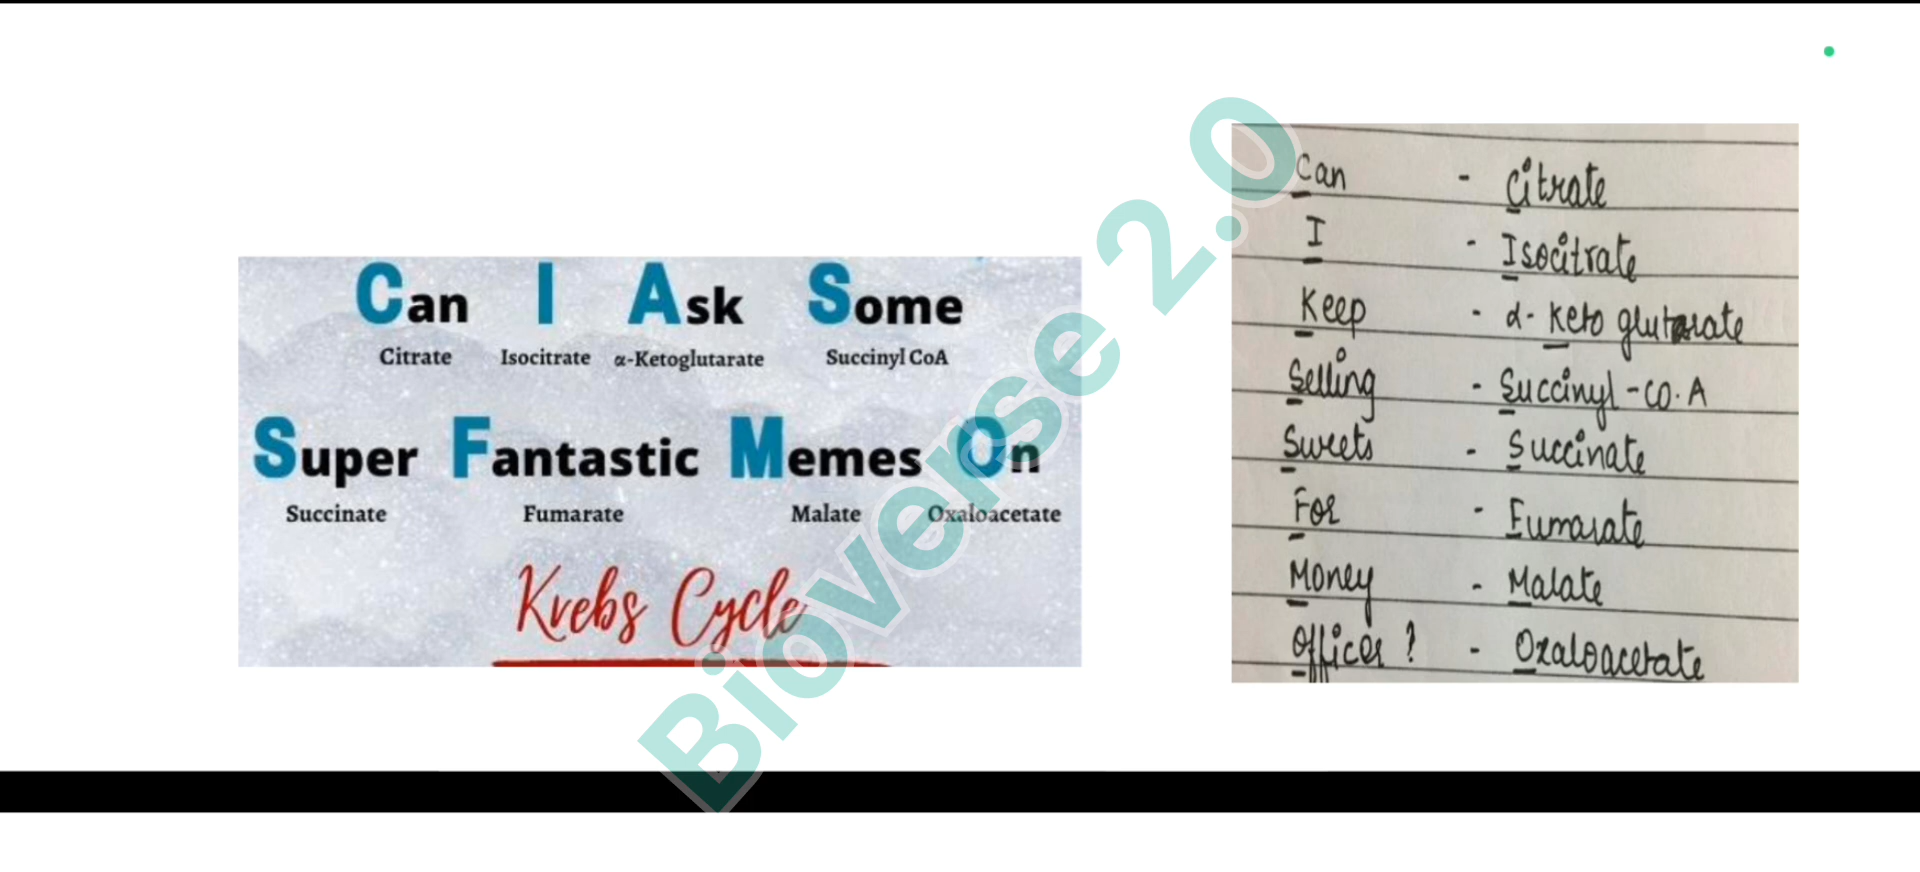 Can I Ask Some
Citrate Isocitrate α-Ketoglutarate Succinyl CoA
Super Fantastic Memes On
Succinate Fumarate Malate Oxaloacetate
Krebs Cycle
Can - Citrate
I - Isocitrate
Keep - α- Keto glutarate
Selling - Succinyl-CO.A
Sweets - Succinate
For - Fumarate
Money - Malate
Officer ? - Oxaloacetate
Bioverse 2.0